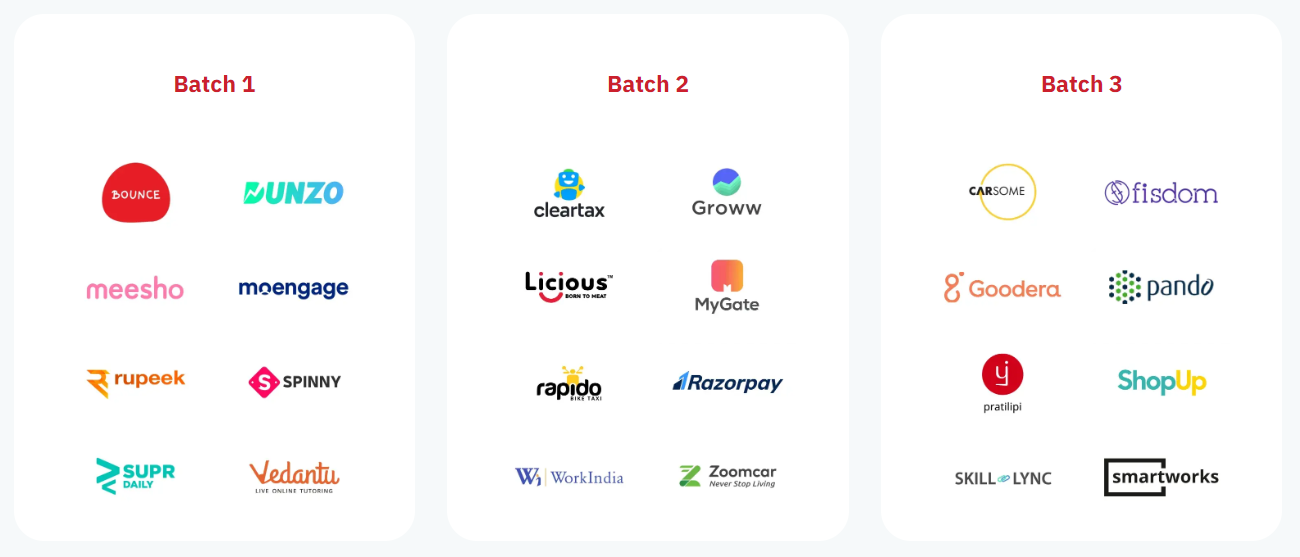 Batch 1
BOUNCE
DUNZO
meesho
moengage
rupeek
S SPINNY
SUPR
DAILY
Vedantu
LIVE ONLINE TUTORING
Batch 2
cleartax
Groww
Licious™
BORN TO MEAT
MyGate
rapido
BIKE TAXI
Razorpay
WI WorkIndia
Zoomcar
Never Stop Living
Batch 3
CARSOME
fisdom
Goodera
pando
pratilipi
ShopUp
SKILL LYNC
smartworks